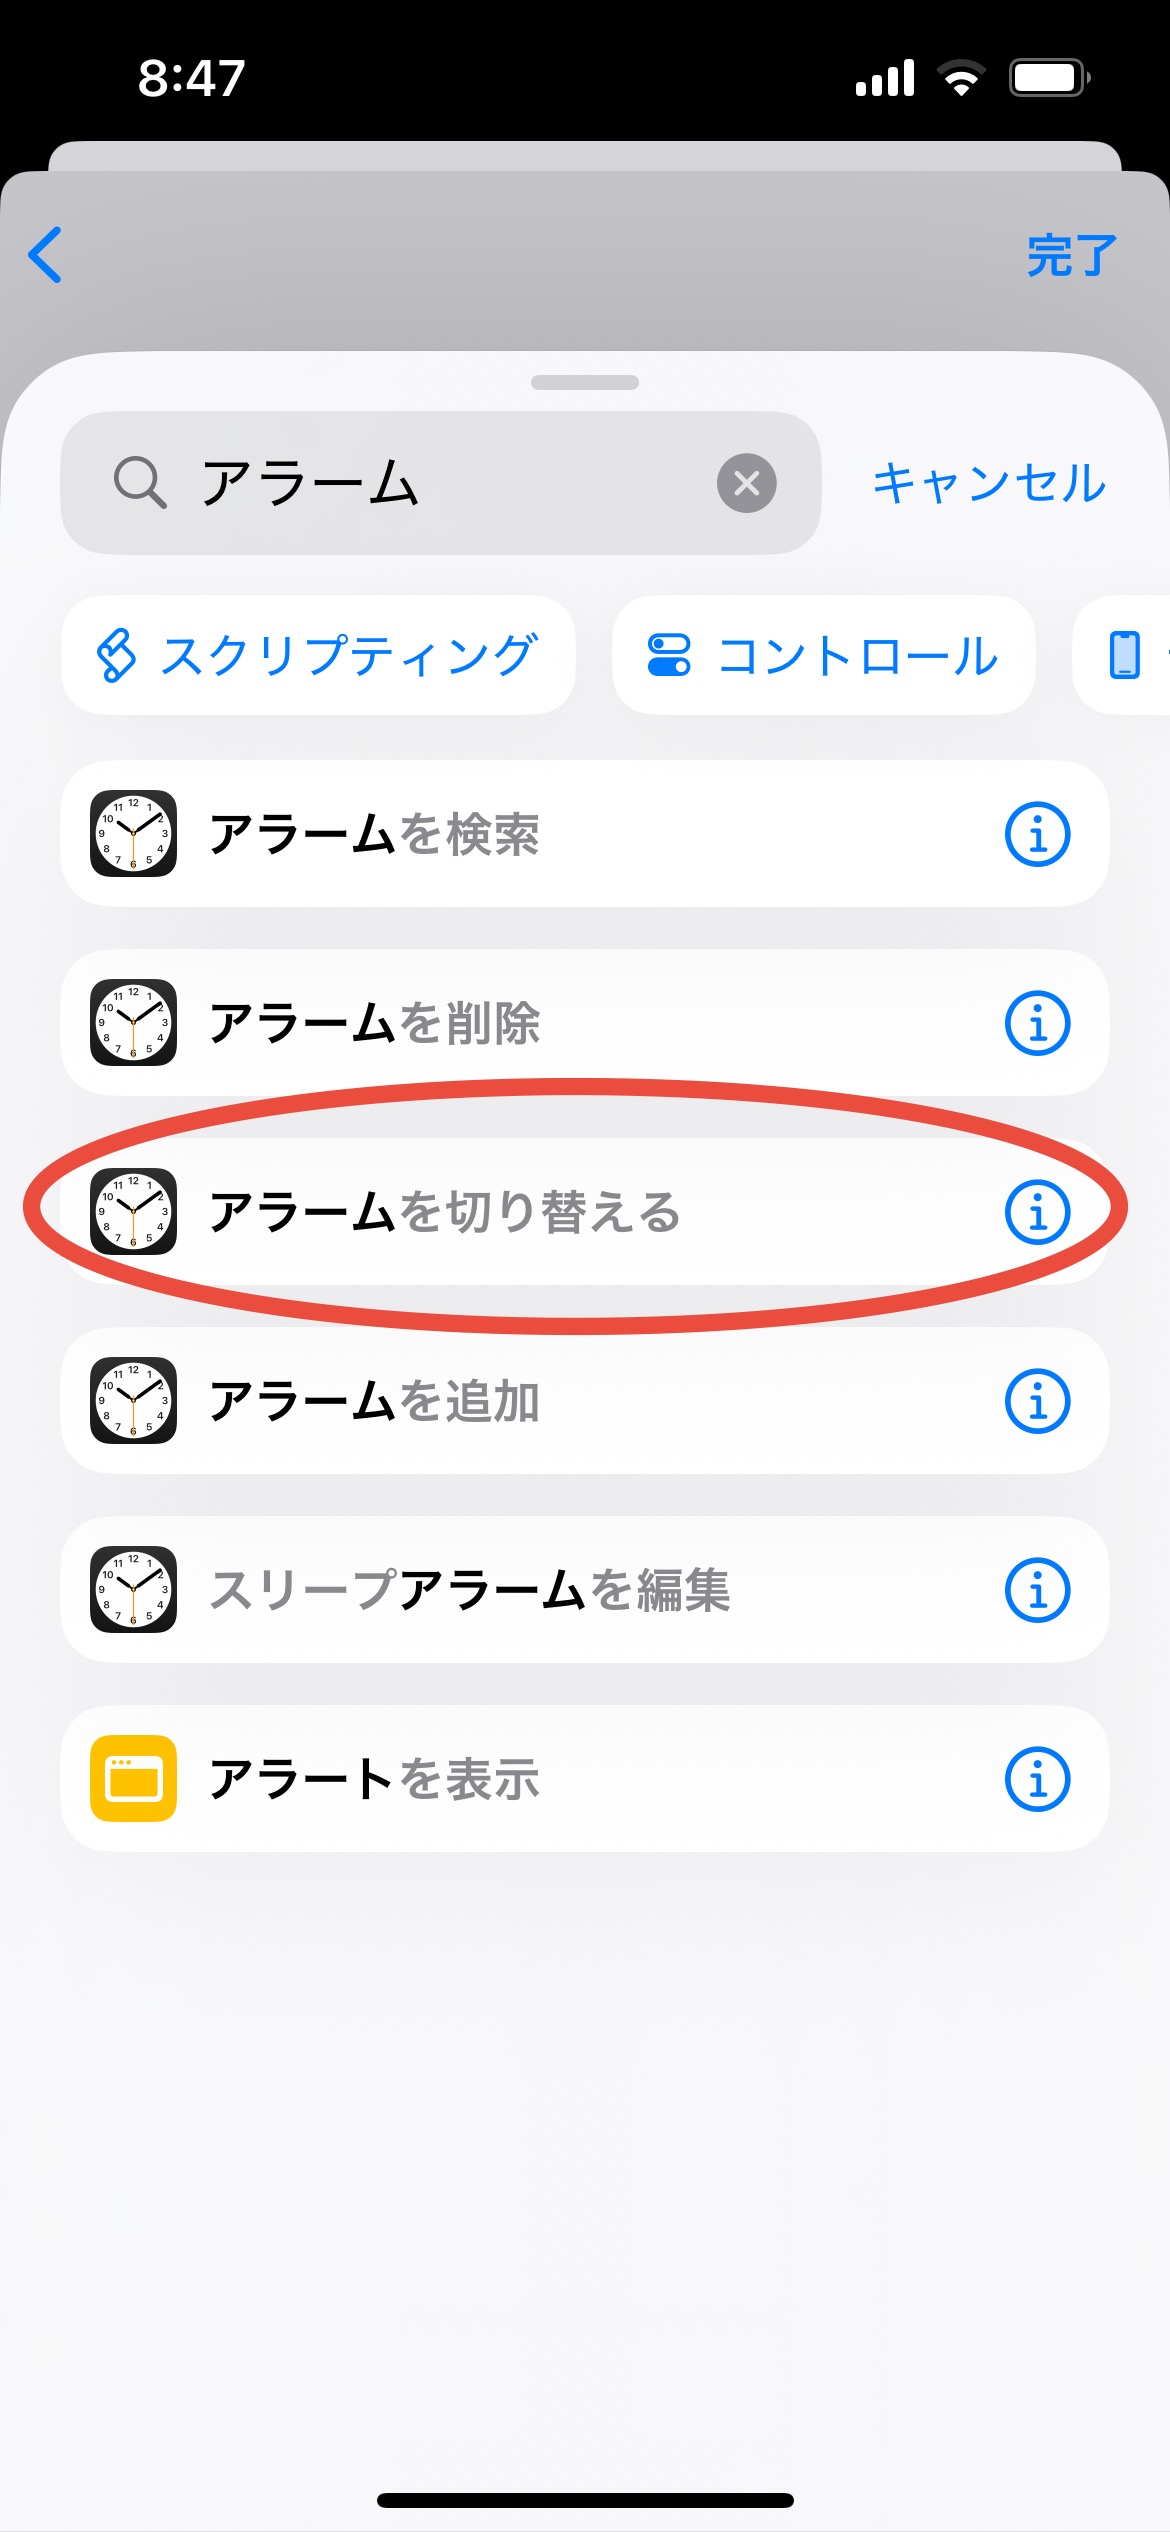 8:47
完了
アラーム
キャンセル
スクリプティング
コントロール
アラームを検索
アラームを削除
アラームを切り替える
アラームを追加
スリープアラームを編集
アラートを表示